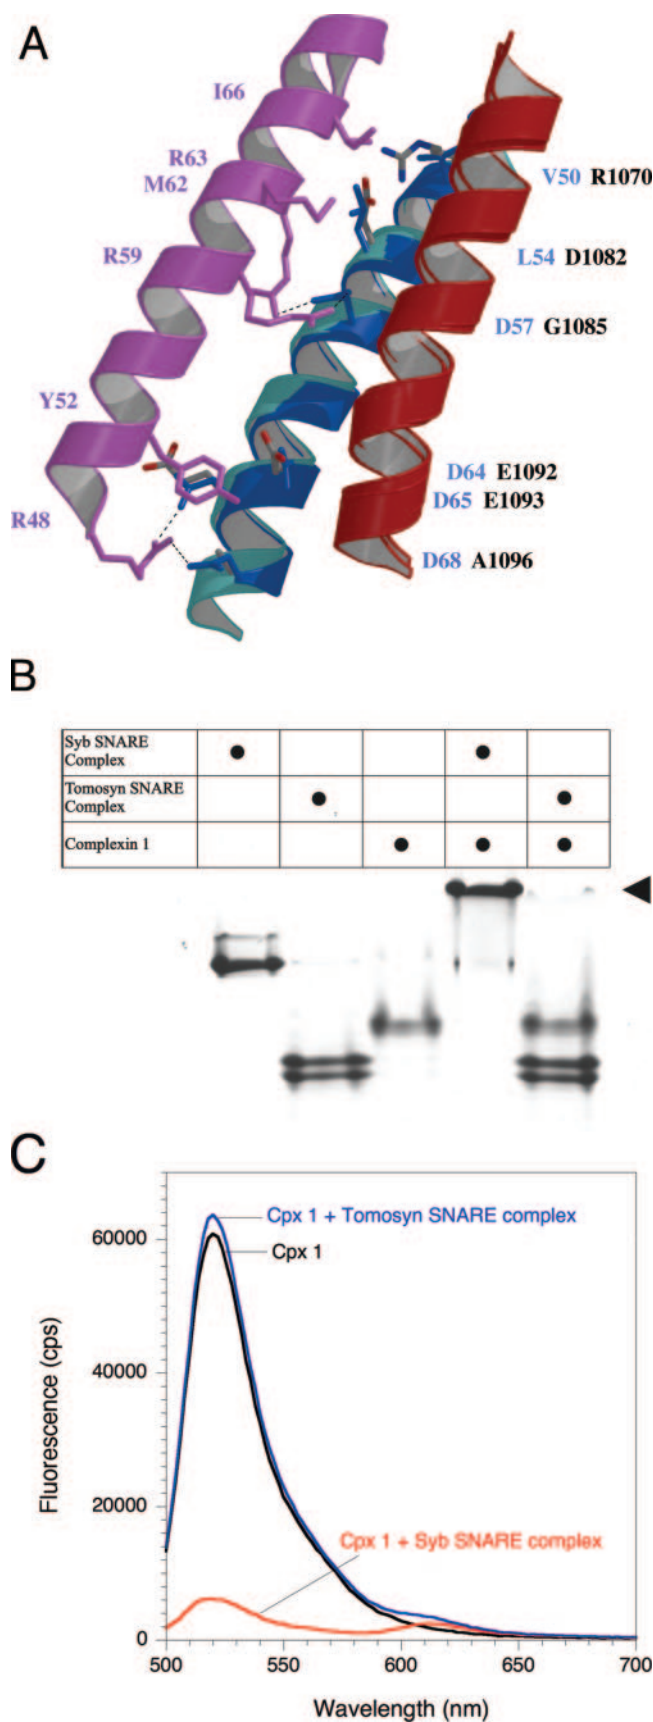 A
I66
R63
M62
R59
Y52
R48
V50 R1070
L54 D1082
D57 G1085
D64 E1092
D65 E1093
D68 A1096
B
Syb SNARE
Complex
Tomosyn SNARE
Complex
Complexin 1
C
Cpx 1 + Tomosyn SNARE complex
Cpx 1
Cpx 1 + Syb SNARE complex
60000
40000
20000
0
Fluorescence (cps)
500 550 600 650 700
Wavelength (nm)